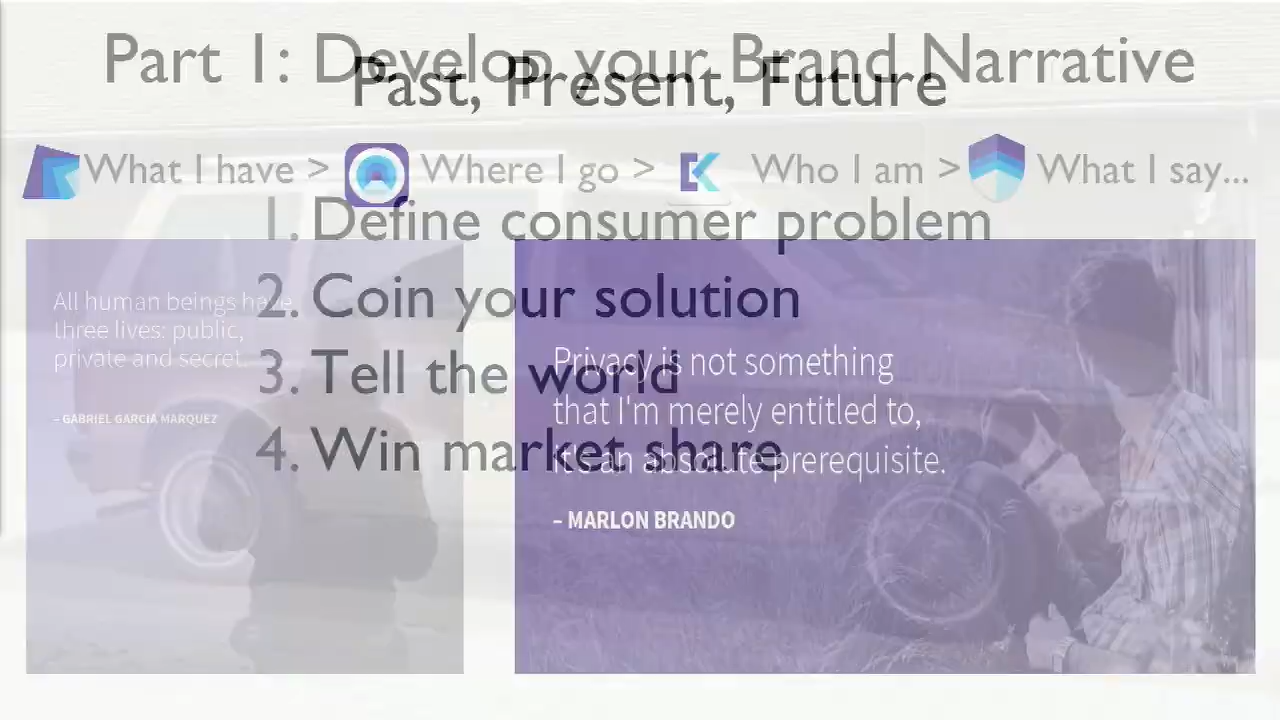 Part 1: Develop your Brand Narrative
Past, Present, Future
What I have > Where I go > Who I am > What I say...
1. Define consumer problem
2. Coin your solution
3. Tell the world
4. Win market share
All human beings have
three lives: public,
private and secret.
– GABRIEL GARCIA MARQUEZ
Privacy is not something
that I'm merely entitled to,
it's an absolute prerequisite.
– MARLON BRANDO